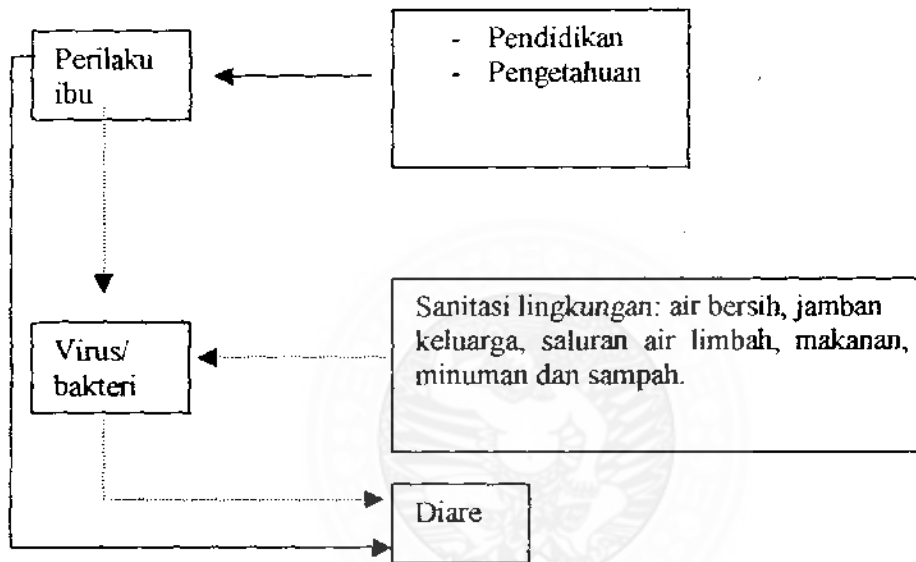 Perilaku
ibu
- Pendidikan
- Pengetahuan
Sanitasi lingkungan: air bersih, jamban
keluarga, saluran air limbah, makanan,
minuman dan sampah.
Virus/
bakteri
Diare